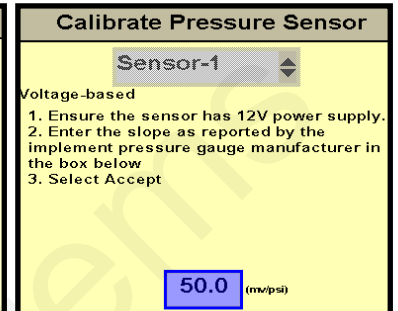 Calibrate Pressure Sensor
Sensor-1
Voltage-based
1. Ensure the sensor has 12V power supply.
2. Enter the slope as reported by the
implement pressure gauge manufacturer in
the box below
3. Select Accept
50.0 (mv/psi)